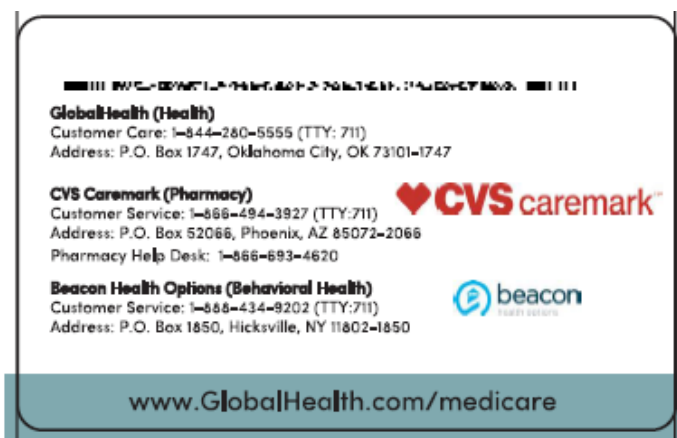 GlobalHealth (Health)
Customer Care: 1-844-280-5555 (TTY: 711)
Address: P.O. Box 1747, Oklahoma City, OK 73101-1747
CVS Caremark (Pharmacy)
Customer Service: 1-866-494-3927 (TTY:711)
Address: P.O. Box 52066, Phoenix, AZ 85072-2066
Pharmacy Help Desk: 1-866-693-4620
CVS caremark™
Beacon Health Options (Behavioral Health)
Customer Service: 1-888-434-9202 (TTY:711)
Address: P.O. Box 1850, Hicksville, NY 11802-1850
beacon
health options
www.GlobalHealth.com/medicare